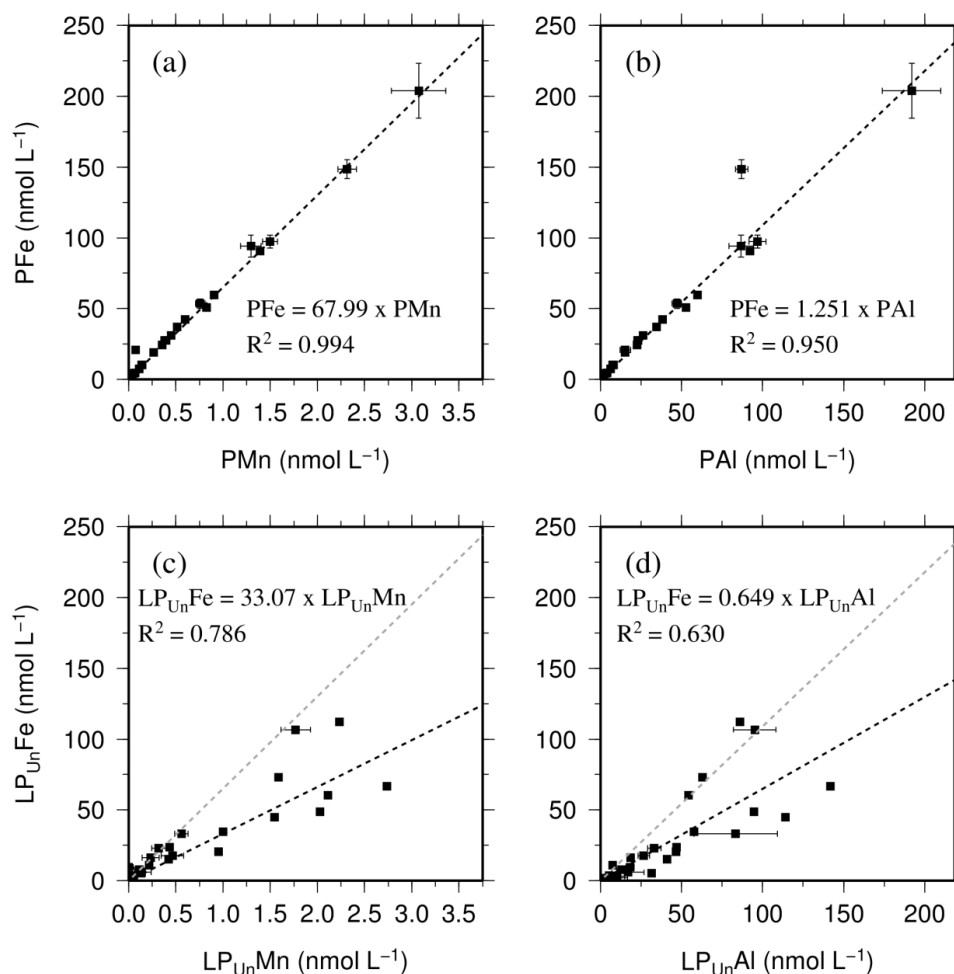 250
200
150
100
50
0
PFe (nmol L⁻¹)
(a)
PFe = 67.99 x PMn
R² = 0.994
0.0 0.5 1.0 1.5 2.0 2.5 3.0 3.5
PMn (nmol L⁻¹)
250
200
150
100
50
0
(b)
PFe = 1.251 x PAl
R² = 0.950
0 50 100 150 200
PAl (nmol L⁻¹)
250
200
150
100
50
0
LP_UnFe (nmol L⁻¹)
(c)
LP_UnFe = 33.07 x LP_UnMn
R² = 0.786
0.0 0.5 1.0 1.5 2.0 2.5 3.0 3.5
LP_UnMn (nmol L⁻¹)
250
200
150
100
50
0
(d)
LP_UnFe = 0.649 x LP_UnAl
R² = 0.630
0 50 100 150 200
LP_UnAl (nmol L⁻¹)